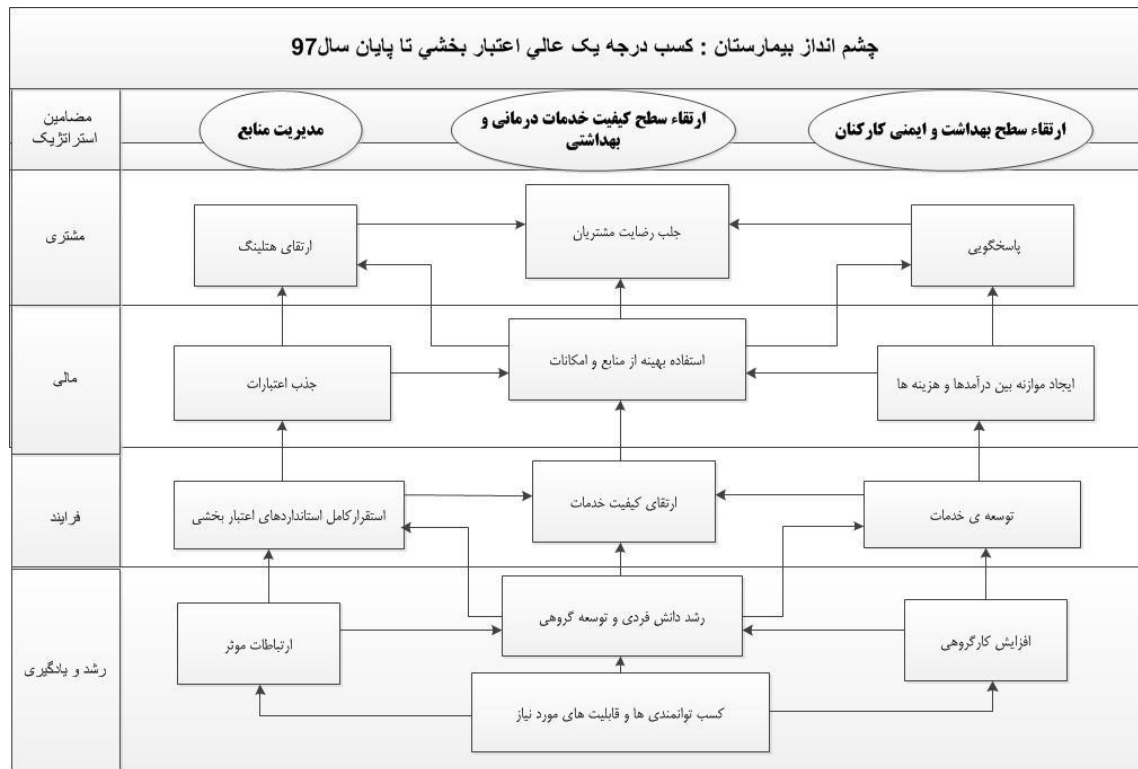 چشم انداز بیمارستان : کسب درجه یک عالي اعتبار بخشي تا پایان سال97
مضامین
استراتژیک
ارتقاء سطح بهداشت و ایمنی کارکنان
ارتقاء سطح کیفیت خدمات درمانی و
بهداشتی
مدیریت منابع
مشتری
پاسخگویی
جلب رضایت مشتریان
ارتقای هتلینگ
مالی
ایجاد موازنه بین درآمدها و هزینه ها
استفاده بهینه از منابع و امکانات
جذب اعتبارات
فرایند
توسعه ی خدمات
ارتقای کیفیت خدمات
استقرارکامل استانداردهای اعتبار بخشی
رشد و یادگیری
افزایش کارگروهی
رشد دانش فردی و توسعه گروهی
ارتباطات موثر
کسب توانمندی ها و قابلیت های مورد نیاز